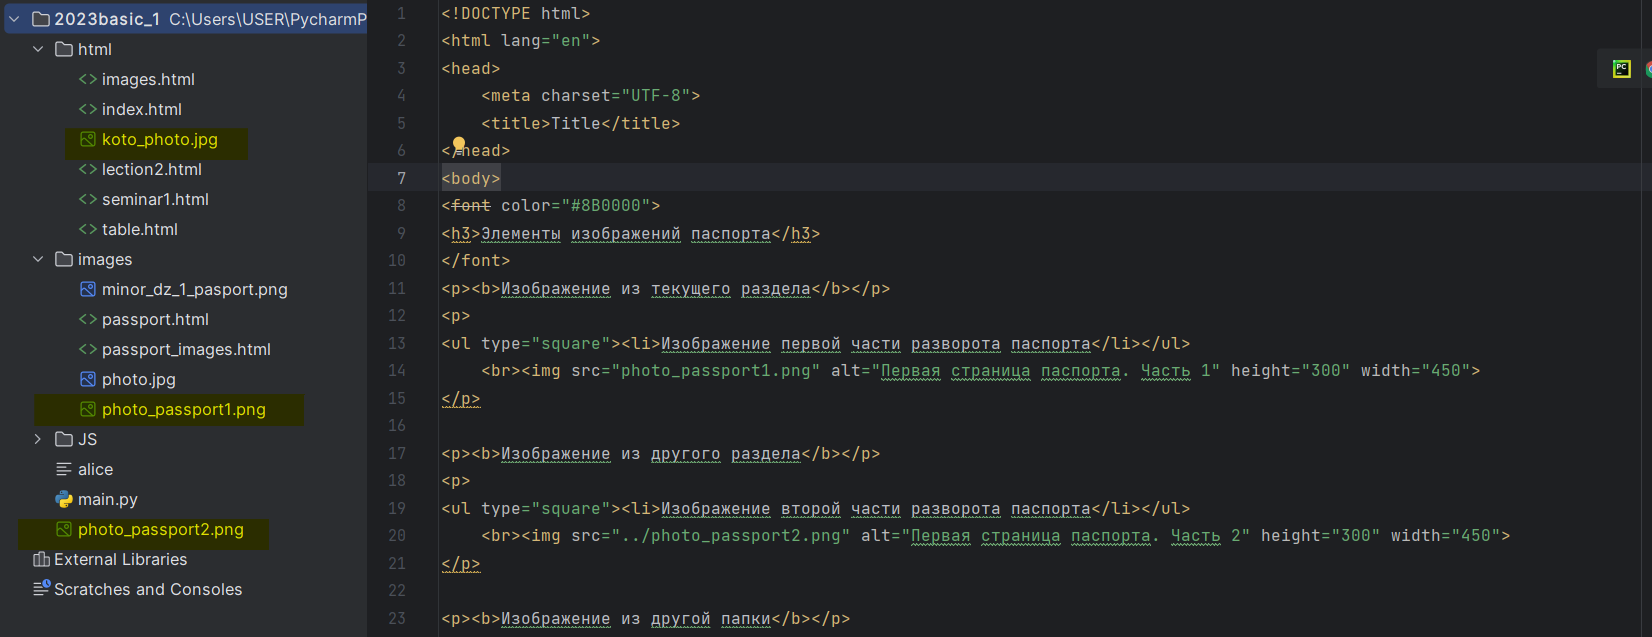 2023basic_1 C:\Users\USER\PycharmP
html
images.html
index.html
koto_photo.jpg
lection2.html
seminar1.html
table.html
images
minor_dz_1_pasport.png
passport.html
passport_images.html
photo.jpg
photo_passport1.png
JS
alice
main.py
photo_passport2.png
External Libraries
Scratches and Consoles
1 <!DOCTYPE html>
2 <html lang="en">
3 <head>
4 <meta charset="UTF-8">
5 <title>Title</title>
6 </head>
7 <body>
8 <font color="#8B0000">
9 <h3>Элементы изображений паспорта</h3>
10 </font>
11 <p><b>Изображение из текущего раздела</b></p>
12 <p>
13 <ul type="square"><li>Изображение первой части разворота паспорта</li></ul>
14 <br><img src="photo_passport1.png" alt="Первая страница паспорта. Часть 1" height="300" width="450">
15 </p>
16
17 <p><b>Изображение из другого раздела</b></p>
18 <p>
19 <ul type="square"><li>Изображение второй части разворота паспорта</li></ul>
20 <br><img src="../photo_passport2.png" alt="Первая страница паспорта. Часть 2" height="300" width="450">
21 </p>
22
23 <p><b>Изображение из другой папки</b></p>
PC